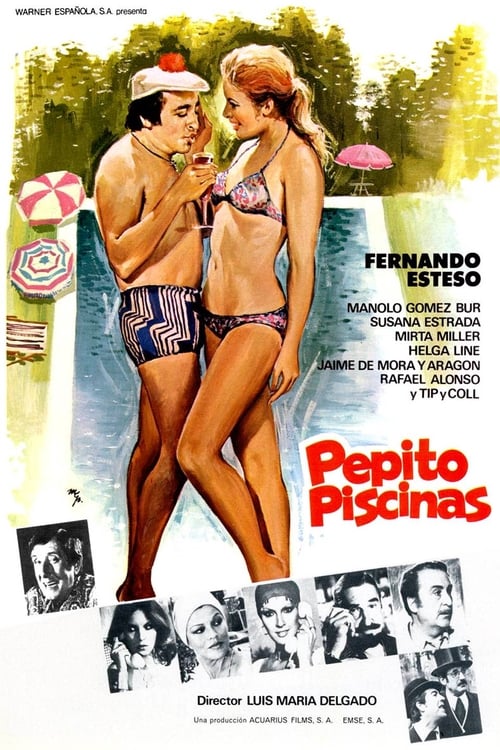 WARNER ESPAÑOLA, S.A. presenta
FERNANDO
ESTESO
MANOLO GOMEZ BUR
SUSANA ESTRADA
MIRTA MILLER
HELGA LINE
JAIME DE MORA Y ARAGON
RAFAEL ALONSO
y TIP y COLL
Pepito
Piscinas
Director LUIS MARIA DELGADO
Una producción ACUARIUS FILMS, S. A. EMSE, S. A.